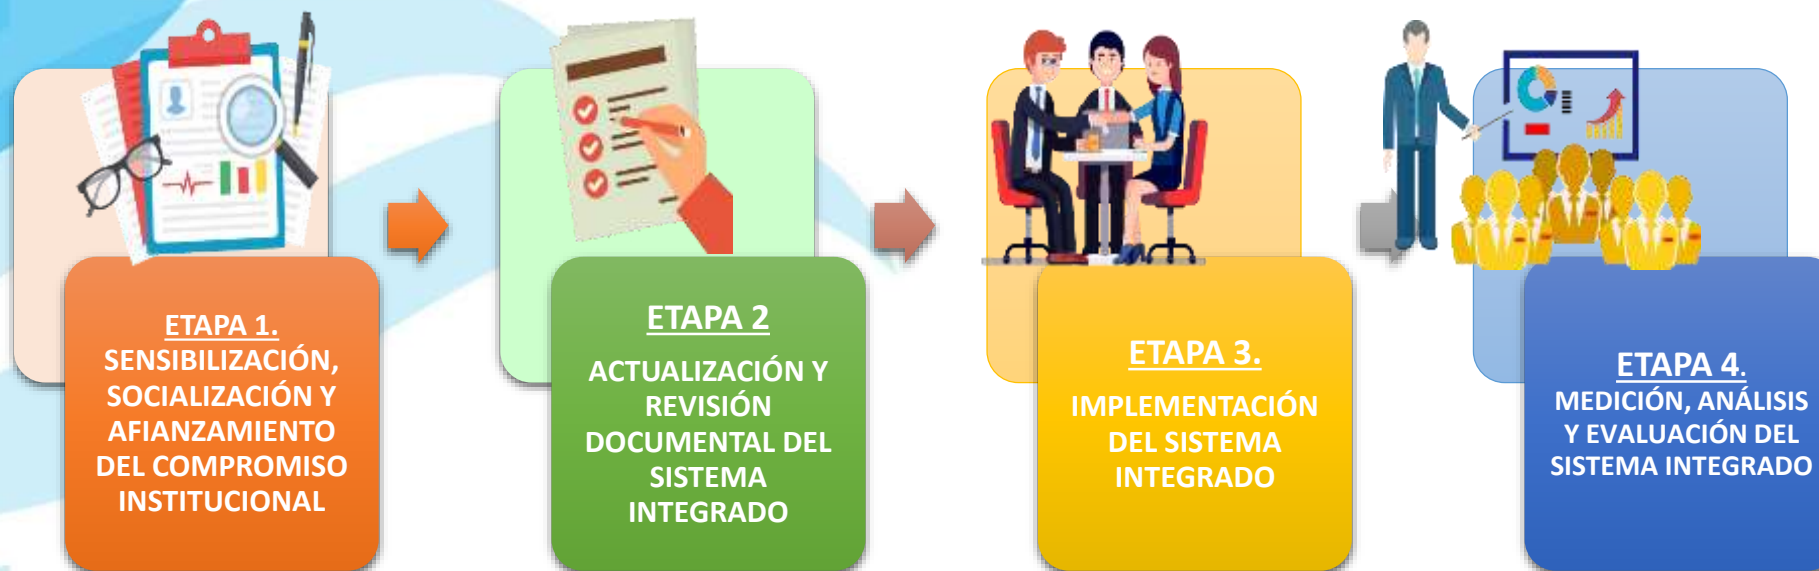 ETAPA 1.
SENSIBILIZACIÓN,
SOCIALIZACIÓN Y
AFIANZAMIENTO
DEL COMPROMISO
INSTITUCIONAL
ETAPA 2
ACTUALIZACIÓN Y
REVISIÓN
DOCUMENTAL DEL
SISTEMA
INTEGRADO
ETAPA 3.
IMPLEMENTACIÓN
DEL SISTEMA
INTEGRADO
ETAPA 4.
MEDICIÓN, ANÁLISIS
Y EVALUACIÓN DEL
SISTEMA INTEGRADO